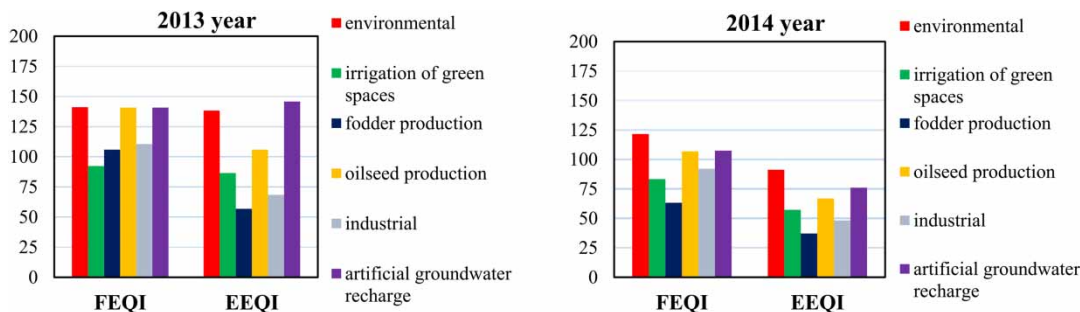 2013 year
200
175
150
125
100
75
50
25
0
FEQI EEQI
environmental
irrigation of green
spaces
fodder production
oilseed production
industrial
artificial groundwater
recharge
2014 year
200
175
150
125
100
75
50
25
0
FEQI EEQI
environmental
irrigation of green
spaces
fodder production
oilseed production
industrial
artificial groundwater
recharge